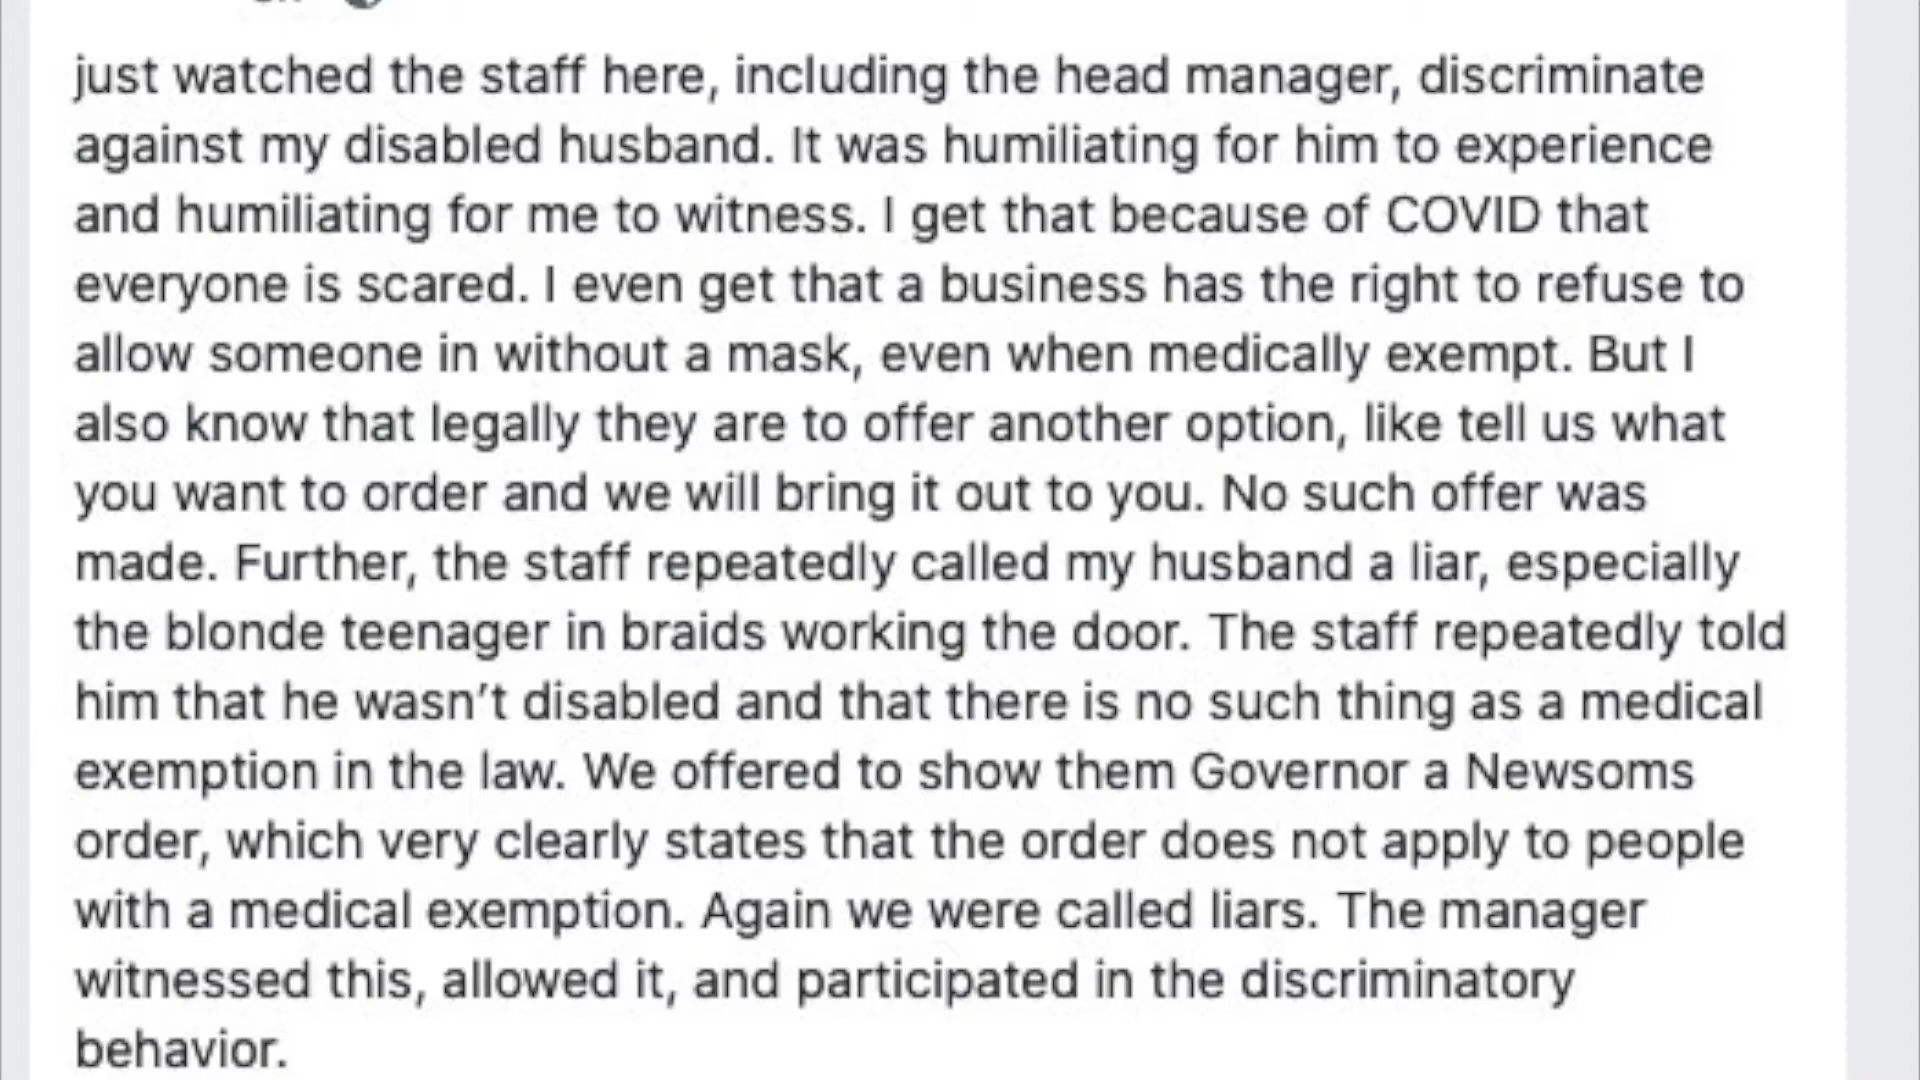 just watched the staff here, including the head manager, discriminate
against my disabled husband. It was humiliating for him to experience
and humiliating for me to witness. I get that because of COVID that
everyone is scared. I even get that a business has the right to refuse to
allow someone in without a mask, even when medically exempt. But I
also know that legally they are to offer another option, like tell us what
you want to order and we will bring it out to you. No such offer was
made. Further, the staff repeatedly called my husband a liar, especially
the blonde teenager in braids working the door. The staff repeatedly told
him that he wasn’t disabled and that there is no such thing as a medical
exemption in the law. We offered to show them Governor a Newsoms
order, which very clearly states that the order does not apply to people
with a medical exemption. Again we were called liars. The manager
witnessed this, allowed it, and participated in the discriminatory
behavior.